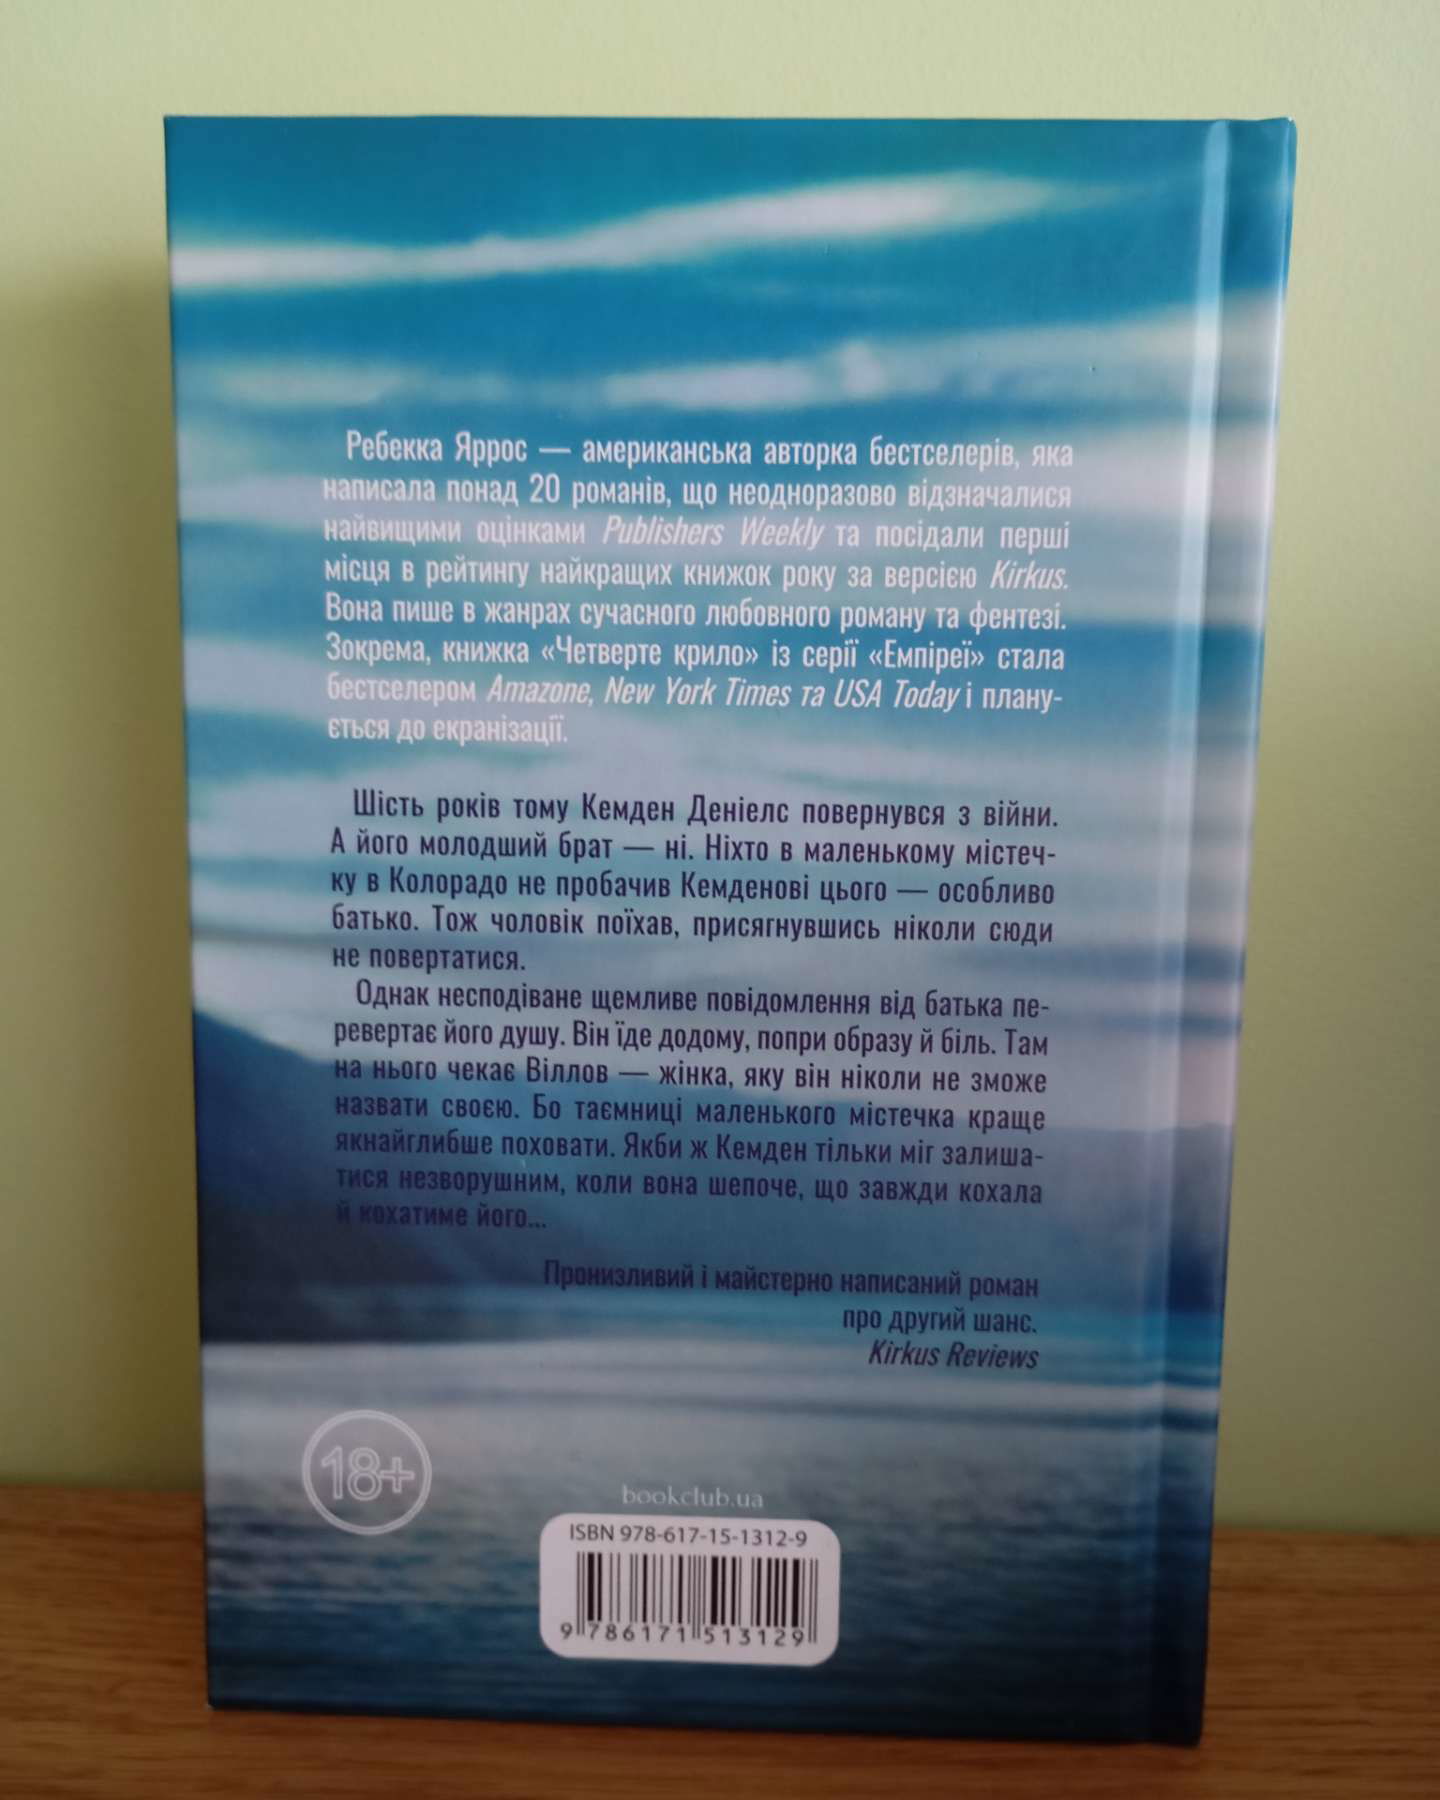 Ребекка Яррос — американська авторка бестселерів, яка
написала понад 20 романів, що неодноразово відзначалися
найвищими оцінками Publishers Weekly та посідали перші
місця в рейтингу найкращих книжок року за версією Kirkus.
Вона пише в жанрах сучасного любовного роману та фентезі.
Зокрема, книжка «Четверте крило» із серії «Емпіреї» стала
бестселером Amazone, New York Times та USA Today і плану-
ється до екранізації.
Шість років тому Кемден Деніелс повернувся з війни.
А його молодший брат — ні. Ніхто в маленькому містеч-
ку в Колорадо не пробачив Кемденові цього — особливо
батько. Тож чоловік поїхав, присягнувшись ніколи сюди
не повертатися.
Однак несподіване щемливе повідомлення від батька пе-
ревертає його душу. Він їде додому, попри образу й біль. Там
на нього чекає Віллов — жінка, яку він ніколи не зможе
назвати своєю. Бо таємниці маленького містечка краще
якнайглибше поховати. Якби ж Кемден тільки міг залиша-
тися незворушним, коли вона шепоче, що завжди кохала
й кохатиме його...
Пронизливий і майстерно написаний роман
про другий шанс.
Kirkus Reviews
18+
bookclub.ua
ISBN 978-617-15-1312-9
9 786171 513129